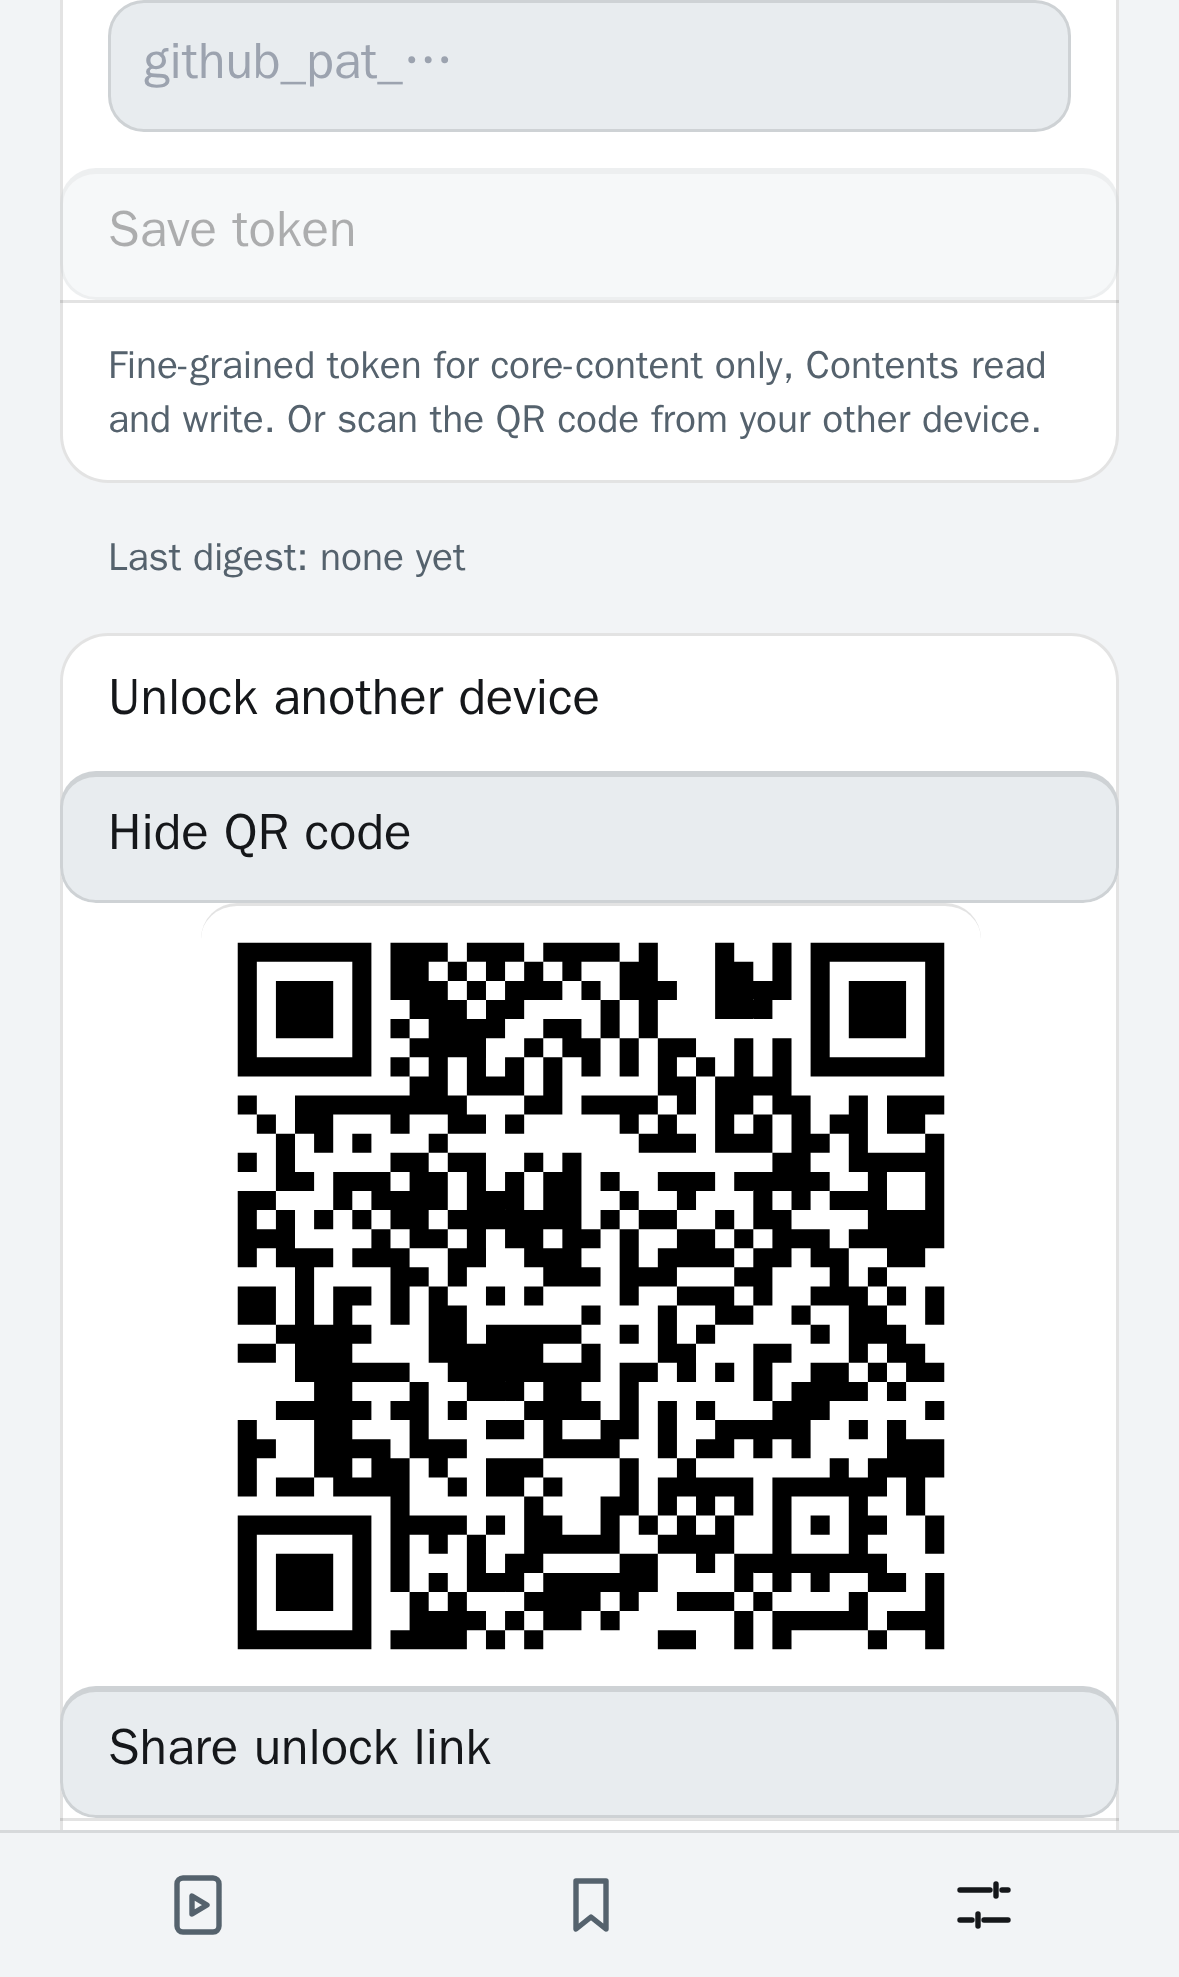 github_pat_···
Save token
Fine-grained token for core-content only, Contents read
and write. Or scan the QR code from your other device.
Last digest: none yet
Unlock another device
Hide QR code
Share unlock link